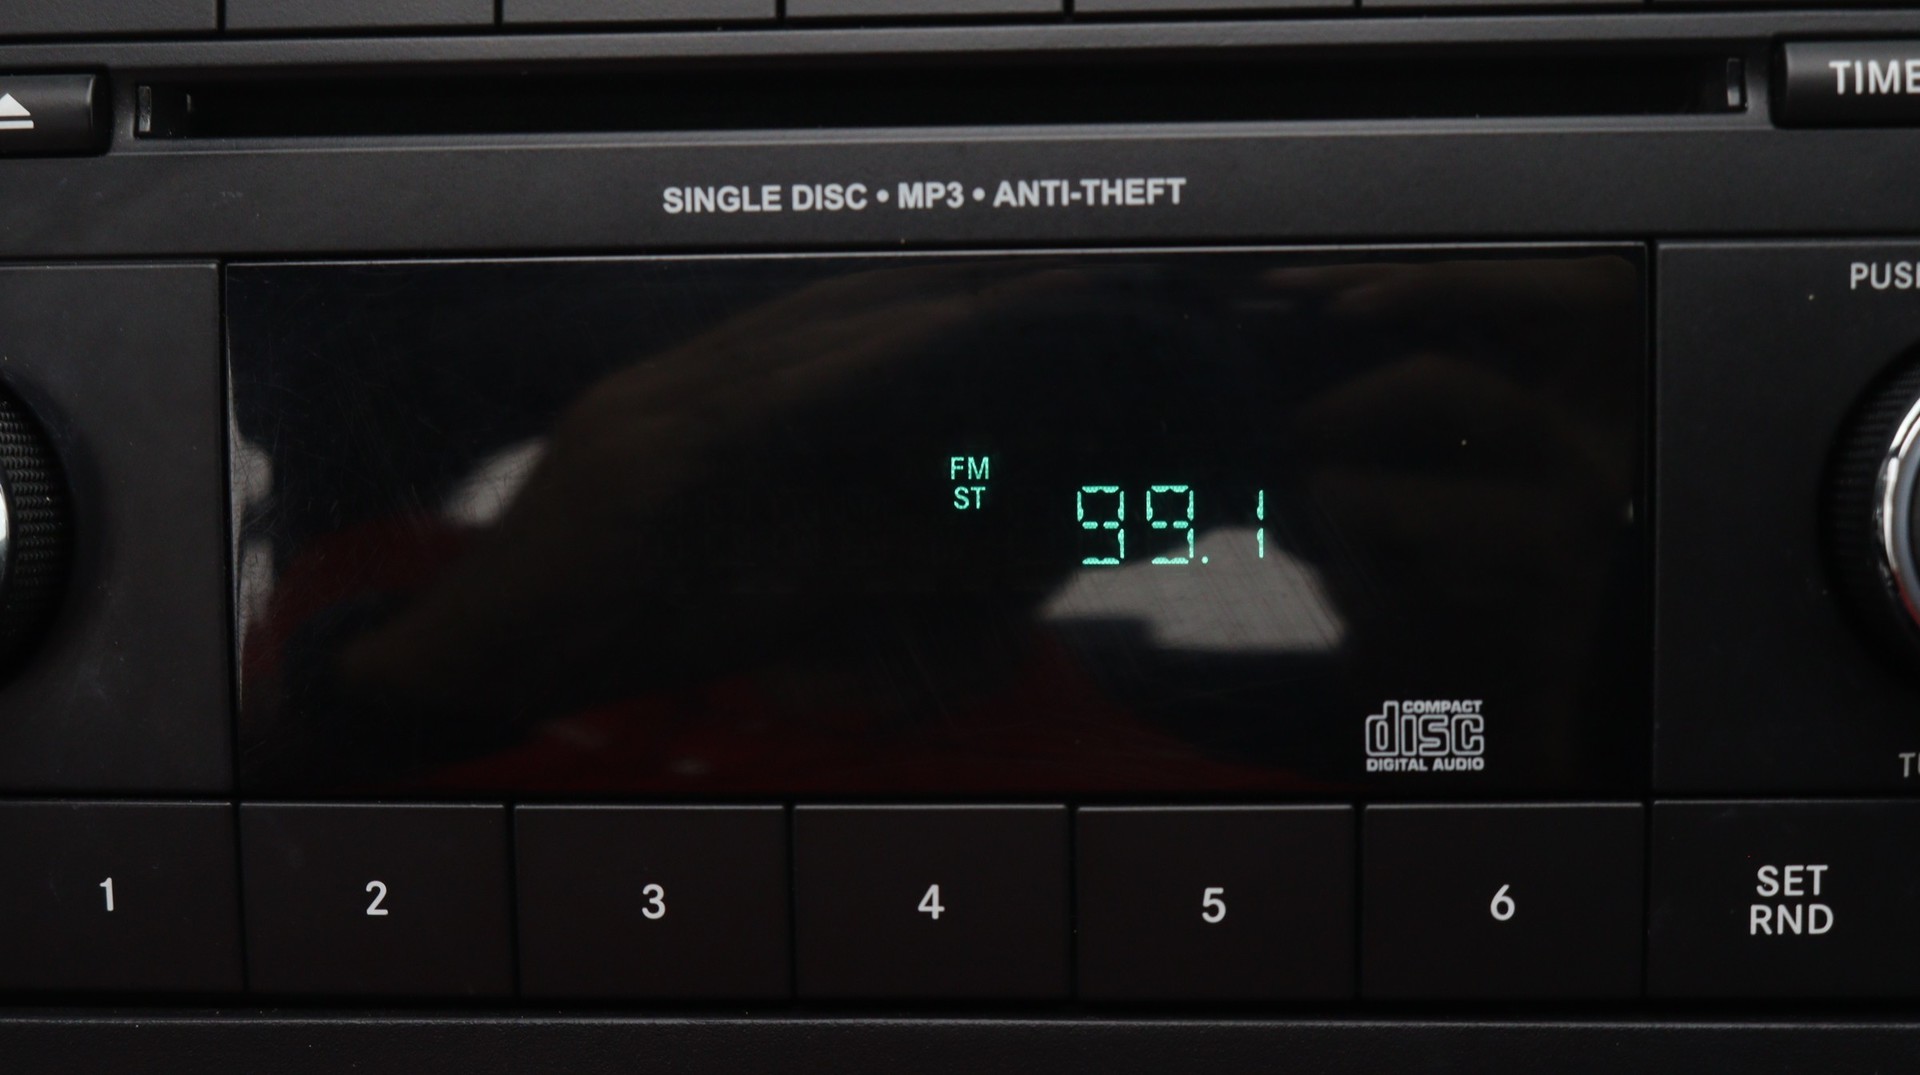 TIME
SINGLE DISC • MP3 • ANTI-THEFT
FM
ST
99.1
COMPACT
disc
DIGITAL AUDIO
1
2
3
4
5
6
SET
RND